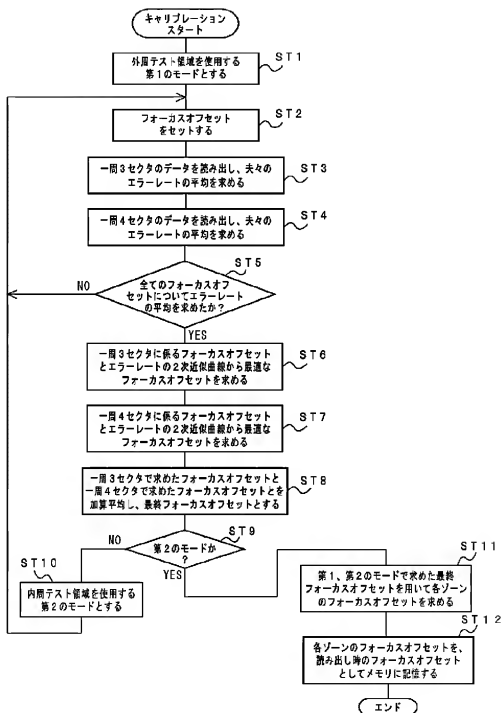 キャリブレーション
スタート
外周テスト領域を使用する
第1のモードとする
ST1
フォーカスオフセット
をセットする
ST2
一周3セクタのデータを読み出し、夫々の
エラーレートの平均を求める
ST3
一周4セクタのデータを読み出し、夫々の
エラーレートの平均を求める
ST4
ST5
全てのフォーカスオフ
セットについてエラーレート
の平均を求めたか?
NO
YES
一周3セクタに係るフォーカスオフセット
とエラーレートの2次近似曲線から最適な
フォーカスオフセットを求める
ST6
一周4セクタに係るフォーカスオフセット
とエラーレートの2次近似曲線から最適な
フォーカスオフセットを求める
ST7
一周3セクタで求めたフォーカスオフセットと
一周4セクタで求めたフォーカスオフセットとを
加算平均し、最終フォーカスオフセットとする
ST8
ST9
第2のモードか
?
NO
YES
ST10
内周テスト領域を使用する
第2のモードとする
ST11
第1、第2のモードで求めた最終
フォーカスオフセットを用いて各ゾーン
のフォーカスオフセットを求める
ST12
各ゾーンのフォーカスオフセットを、
読み出し時のフォーカスオフセット
としてメモリに記憶する
エンド